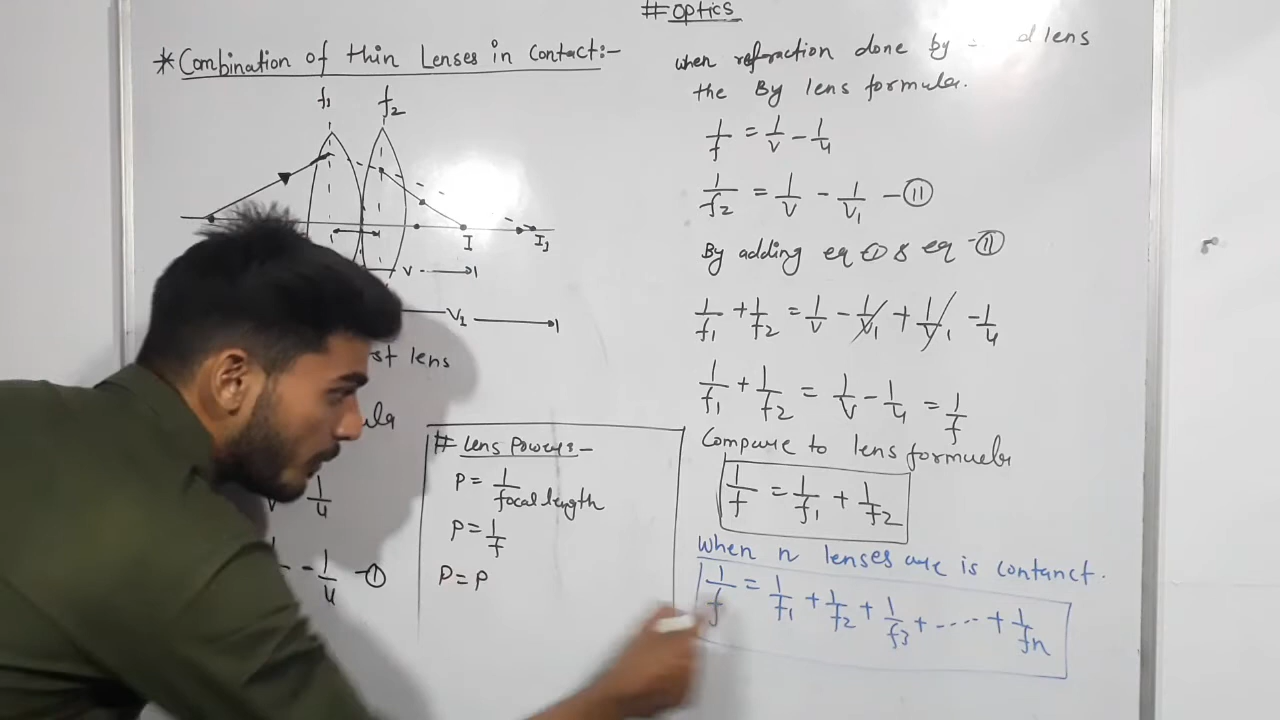 # Optics
* Combination of thin Lenses in Contact:-
f1 f2
I I1
V
V1
st lens
1/u
- 1/u - (I)
# Lens Power:-
P = 1/focal length
P = 1/f
P = P
when refraction done by d lens
the By lens formula.
1/f = 1/v - 1/u
1/f2 = 1/v - 1/v1 - (II)
By adding eq (I) & eq - (II)
1/f1 + 1/f2 = 1/v - 1/v1 + 1/v1 - 1/u
1/f1 + 1/f2 = 1/v - 1/u = 1/f
Compare to lens formula
1/f = 1/f1 + 1/f2
When n lenses are is contanct.
1/f = 1/f1 + 1/f2 + 1/f3 + ---- + 1/fn